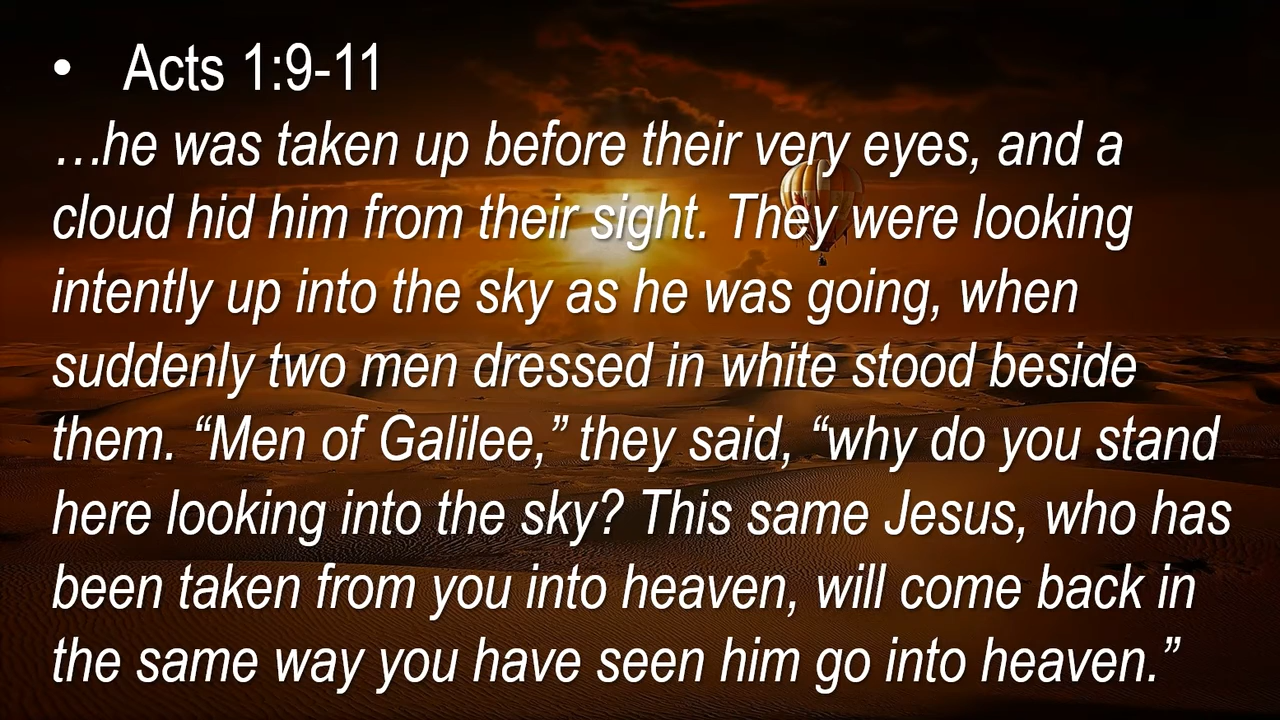 • Acts 1:9-11
…he was taken up before their very eyes, and a
cloud hid him from their sight. They were looking
intently up into the sky as he was going, when
suddenly two men dressed in white stood beside
them. “Men of Galilee,” they said, “why do you stand
here looking into the sky? This same Jesus, who has
been taken from you into heaven, will come back in
the same way you have seen him go into heaven.”